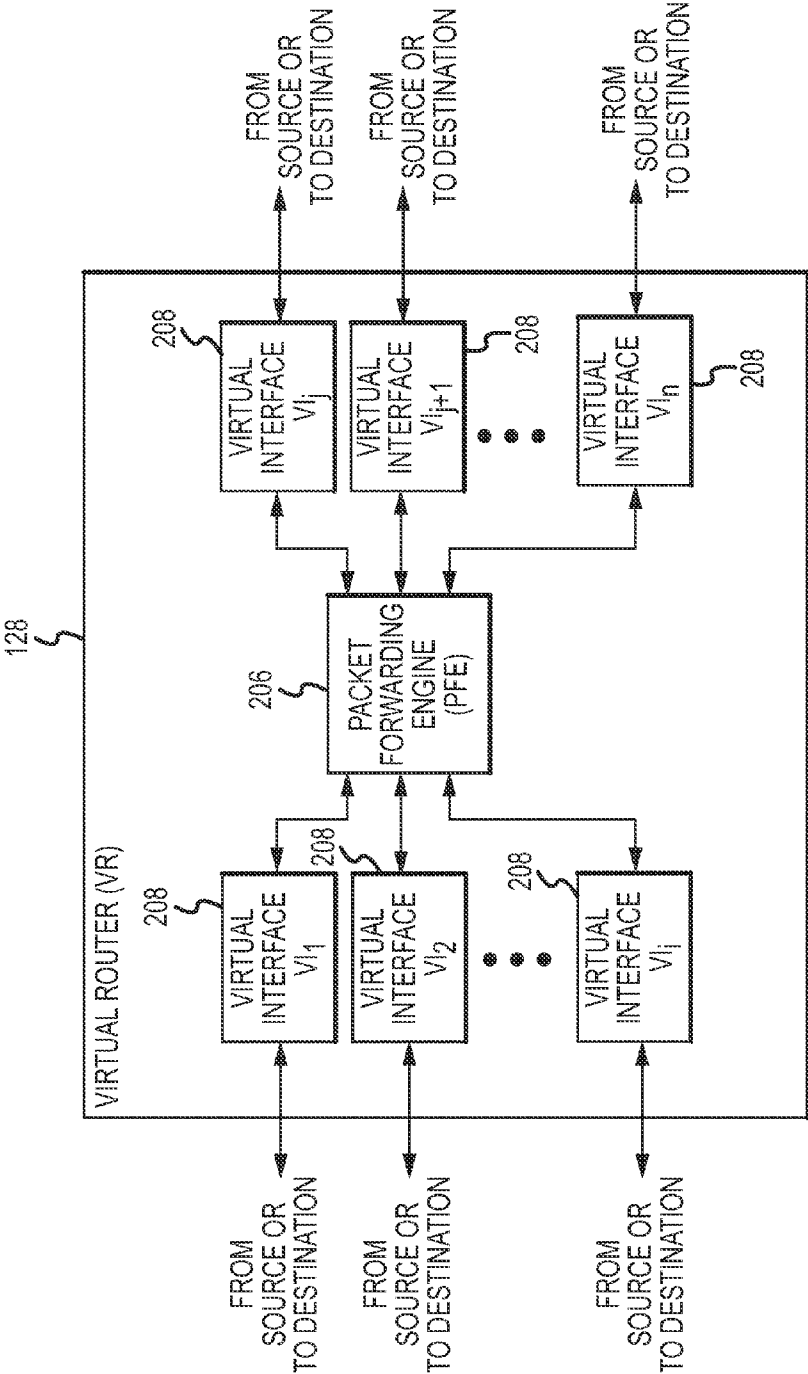 128
VIRTUAL ROUTER (VR)
FROM
SOURCE OR
TO DESTINATION
208
VIRTUAL
INTERFACE
VI1
206
PACKET
FORWARDING
ENGINE
(PFE)
208
VIRTUAL
INTERFACE
VIj
FROM
SOURCE OR
TO DESTINATION
FROM
SOURCE OR
TO DESTINATION
208
VIRTUAL
INTERFACE
VI2
VIRTUAL
INTERFACE
VIj+1
208
FROM
SOURCE OR
TO DESTINATION
FROM
SOURCE OR
TO DESTINATION
208
VIRTUAL
INTERFACE
VIi
VIRTUAL
INTERFACE
VIn
208
FROM
SOURCE OR
TO DESTINATION